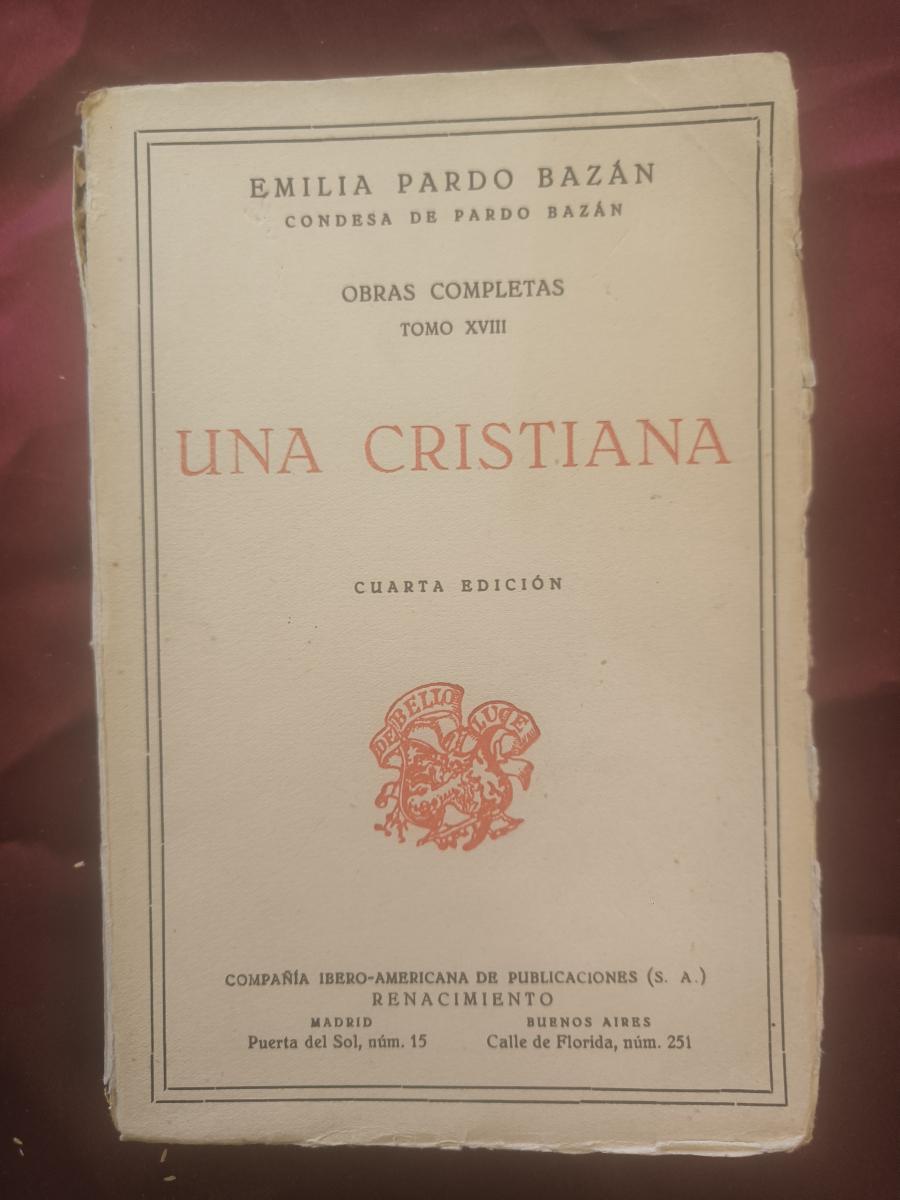 EMILIA PARDO BAZÁN
CONDESA DE PARDO BAZÁN
OBRAS COMPLETAS
TOMO XVIII
UNA CRISTIANA
CUARTA EDICIÓN
DE BELLO LUCE
COMPAÑÍA IBERO-AMERICANA DE PUBLICACIONES (S. A.)
RENACIMIENTO
MADRID BUENOS AIRES
Puerta del Sol, núm. 15 Calle de Florida, núm. 251